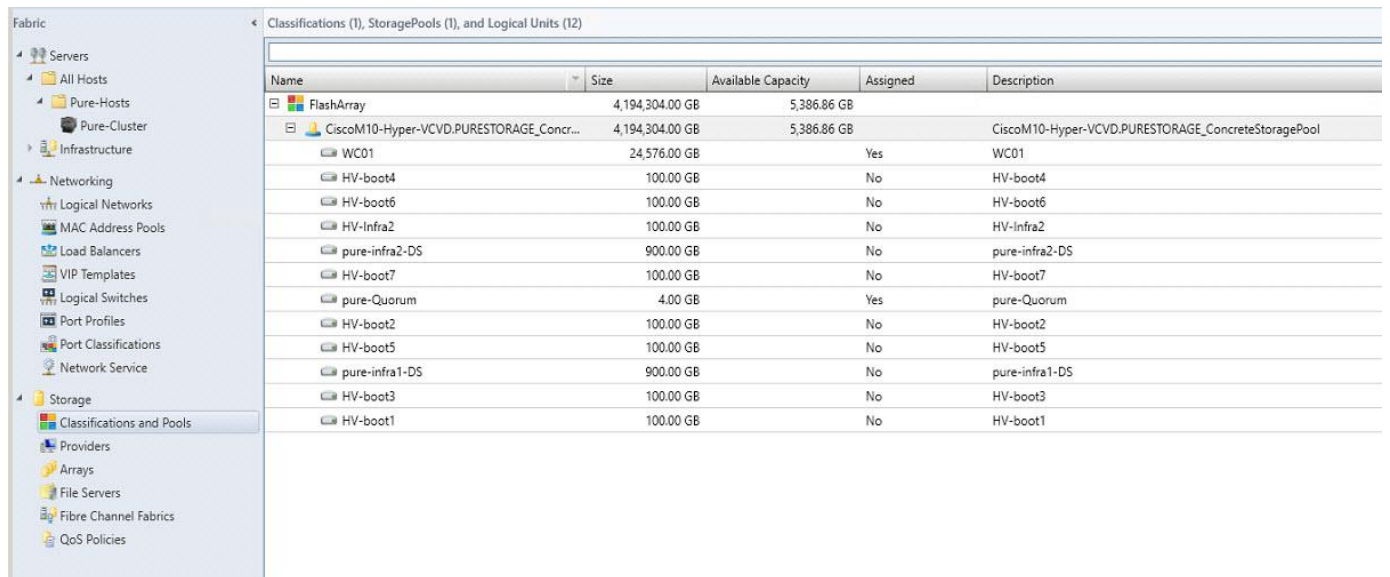 Fabric
Servers
All Hosts
Pure-Hosts
Pure-Cluster
Infrastructure
Networking
Logical Networks
MAC Address Pools
Load Balancers
VIP Templates
Logical Switches
Port Profiles
Port Classifications
Network Service
Storage
Classifications and Pools
Providers
Arrays
File Servers
Fibre Channel Fabrics
QoS Policies
Classifications (1), StoragePools (1), and Logical Units (12)
Name Size Available Capacity Assigned Description
FlashArray 4,194,304.00 GB 5,386.86 GB
CiscoM10-Hyper-VCVD.PURESTORAGE_Concr... 4,194,304.00 GB 5,386.86 GB CiscoM10-Hyper-VCVD.PURESTORAGE_ConcreteStoragePool
WC01 24,576.00 GB Yes WC01
HV-boot4 100.00 GB No HV-boot4
HV-boot6 100.00 GB No HV-boot6
HV-Infra2 100.00 GB No HV-Infra2
pure-infra2-DS 900.00 GB No pure-infra2-DS
HV-boot7 100.00 GB No HV-boot7
pure-Quorum 4.00 GB Yes pure-Quorum
HV-boot2 100.00 GB No HV-boot2
HV-boot5 100.00 GB No HV-boot5
pure-infra1-DS 900.00 GB No pure-infra1-DS
HV-boot3 100.00 GB No HV-boot3
HV-boot1 100.00 GB No HV-boot1